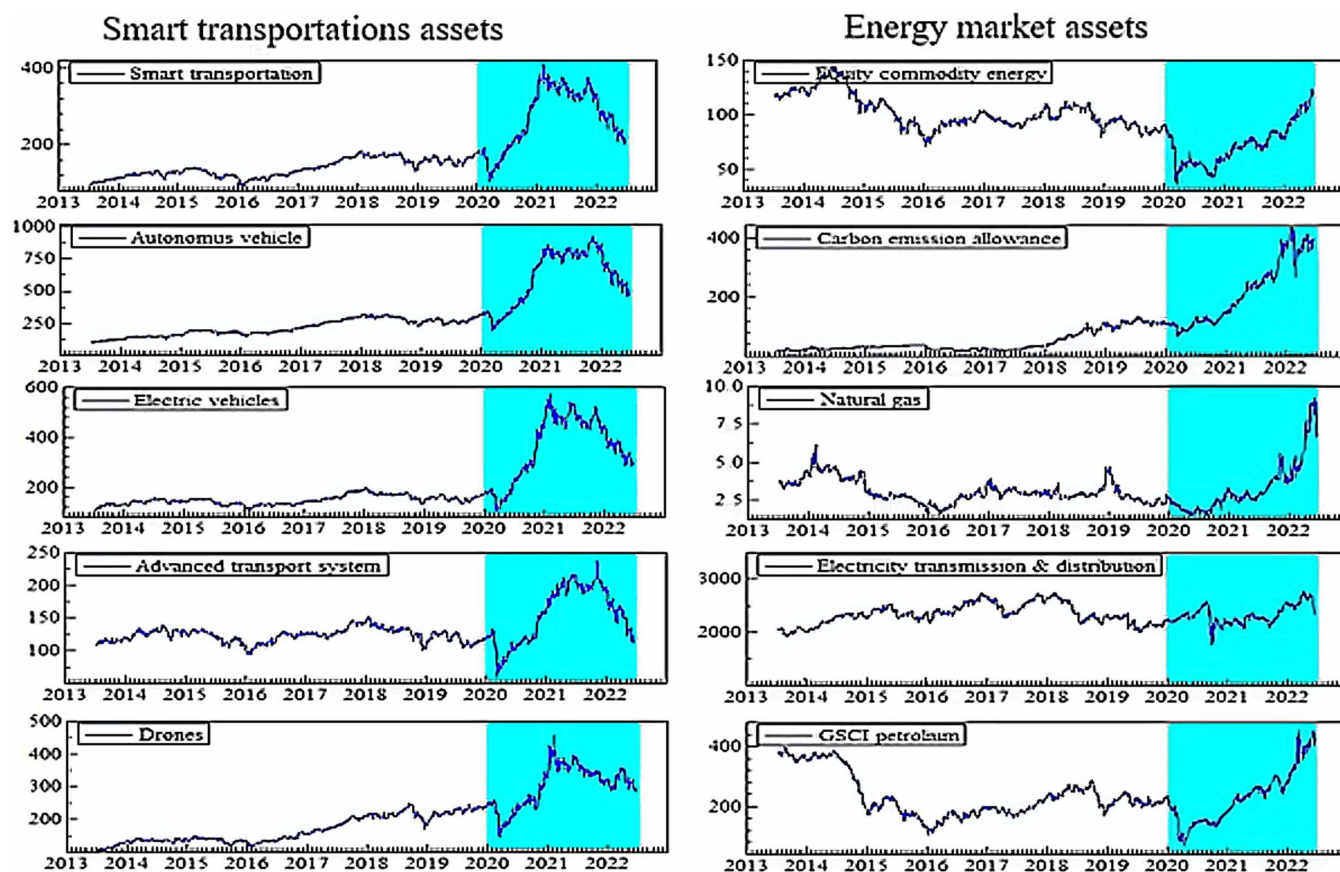 Smart transportations assets
400
200
Smart transportation
2013 2014 2015 2016 2017 2018 2019 2020 2021 2022
1000
750
500
250
Autonomus vehicle
2013 2014 2015 2016 2017 2018 2019 2020 2021 2022
600
400
200
Electric vehicles
2013 2014 2015 2016 2017 2018 2019 2020 2021 2022
250
200
150
100
Advanced transport system
2013 2014 2015 2016 2017 2018 2019 2020 2021 2022
500
400
300
200
Drones
2013 2014 2015 2016 2017 2018 2019 2020 2021 2022
Energy market assets
150
100
50
Equity commodity energy
2013 2014 2015 2016 2017 2018 2019 2020 2021 2022
400
200
Carbon emission allowance
2013 2014 2015 2016 2017 2018 2019 2020 2021 2022
10.0
7.5
5.0
2.5
Natural gas
2013 2014 2015 2016 2017 2018 2019 2020 2021 2022
3000
2000
Electricity transmission & distribution
2013 2014 2015 2016 2017 2018 2019 2020 2021 2022
400
200
GSCI
2013 2014 2015 2016 2017 2018 2019 2020 2021 2022